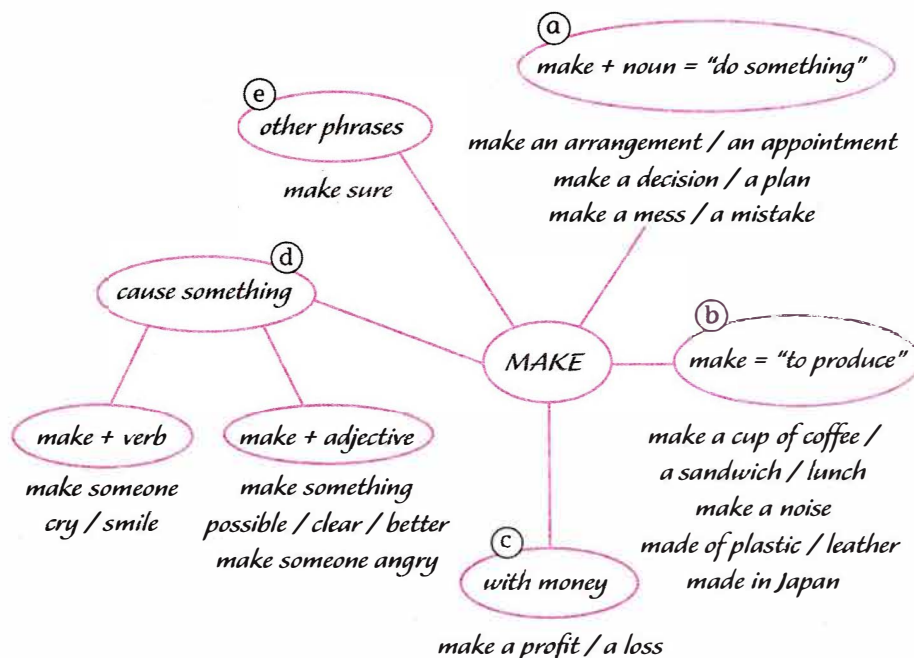 a
make + noun = "do something"
make an arrangement / an appointment
make a decision / a plan
make a mess / a mistake
e
other phrases
make sure
d
cause something
make + verb
make someone
cry / smile
make + adjective
make something
possible / clear / better
make someone angry
MAKE
b
make = "to produce"
make a cup of coffee /
a sandwich / lunch
make a noise
made of plastic / leather
made in Japan
c
with money
make a profit / a loss